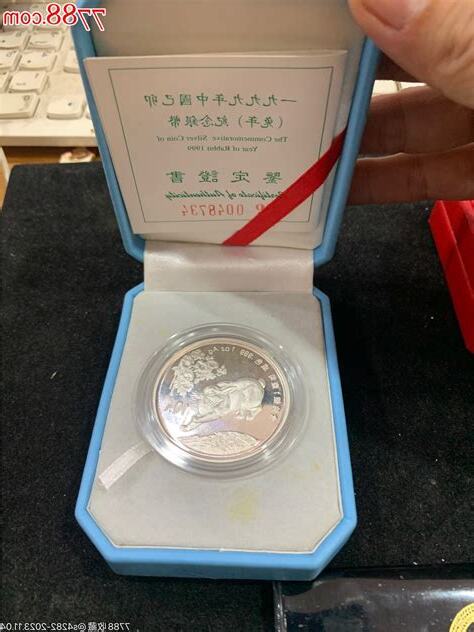 7788.com
一九九九年中國己卯
（兔年）紀念銀幣
The Commemorative Silver Coin of
Year of Rabbit 1999
鑒定證書
Certificate of Authenticity
P 0048734
7788收藏@s4282-2023.11.04